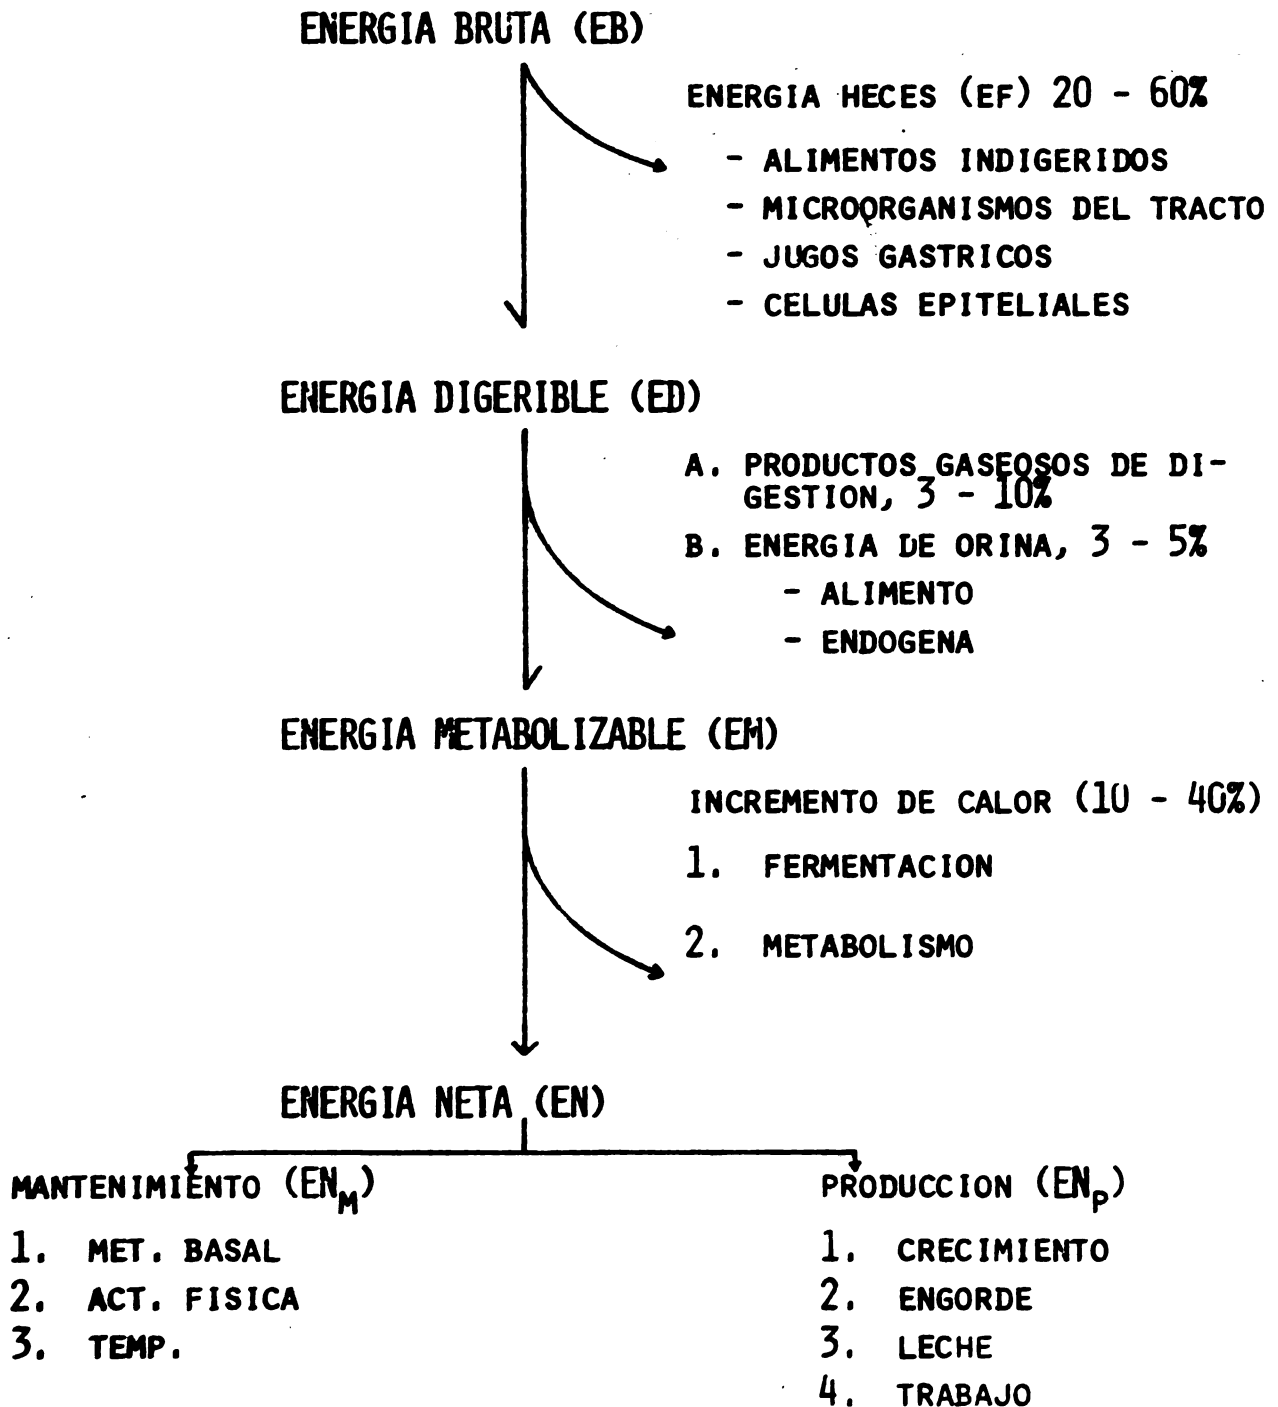 ENERGIA BRUTA (EB)
ENERGIA HECES (EF) 20 - 60%
- ALIMENTOS INDIGERIDOS
- MICROORGANISMOS DEL TRACTO
- JUGOS GASTRICOS
- CELULAS EPITELIALES
ENERGIA DIGERIBLE (ED)
A. PRODUCTOS GASEOSOS DE DI-
GESTION, 3 - 10%
B. ENERGIA DE ORINA, 3 - 5%
- ALIMENTO
- ENDOGENA
ENERGIA METABOLIZABLE (EM)
INCREMENTO DE CALOR (10 - 40%)
1. FERMENTACION
2. METABOLISMO
ENERGIA NETA (EN)
MANTENIMIENTO (EN_M)
1. MET. BASAL
2. ACT. FISICA
3. TEMP.
PRODUCCION (EN_P)
1. CRECIMIENTO
2. ENGORDE
3. LECHE
4. TRABAJO